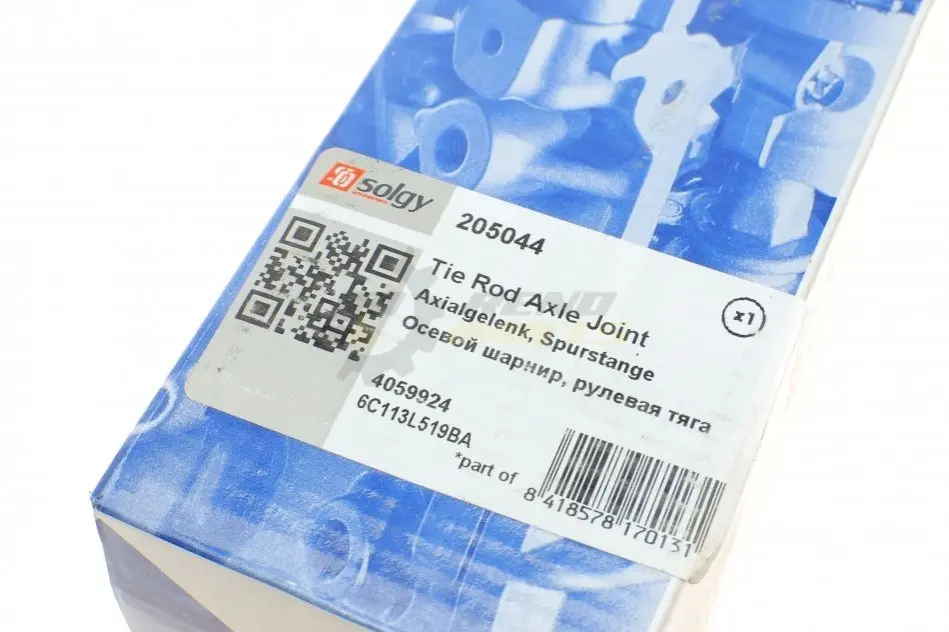 solgy
205044
Tie Rod Axle Joint
Axialgelenk, Spurstange
Осевой шарнир, рулевая тяга
x1
4059924
6C113L519BA
*part of
8 418578 170131